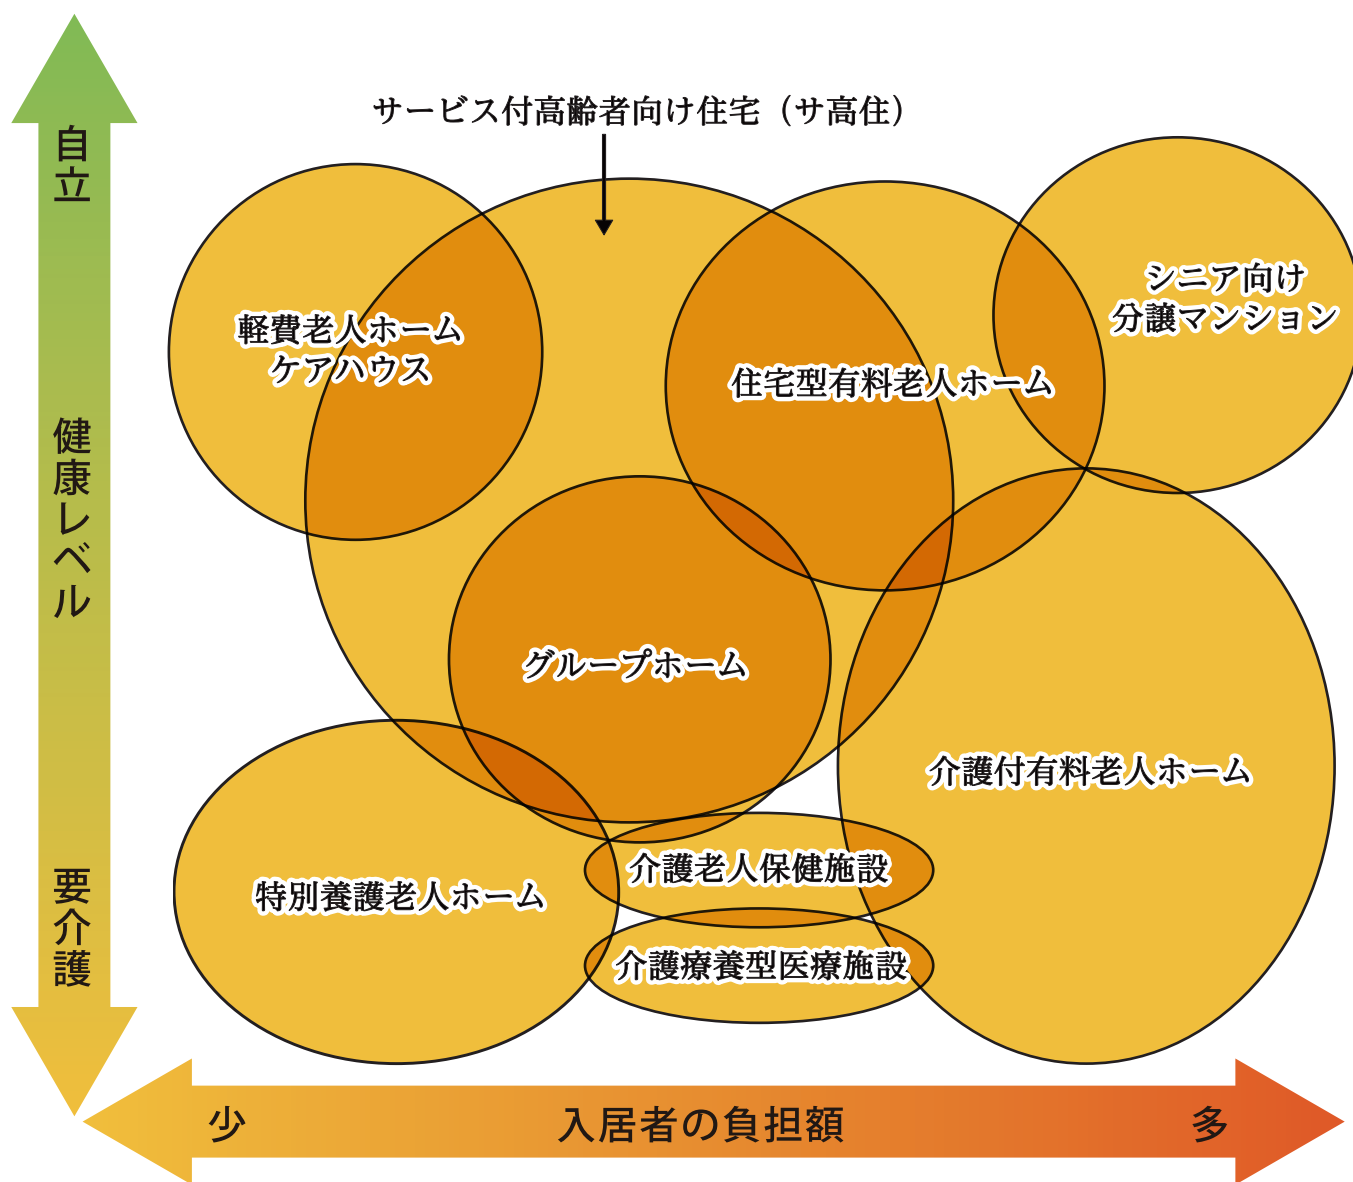 サービス付高齢者向け住宅（サ高住）
自立
健康レベル
要介護
軽費老人ホーム
ケアハウス
住宅型有料老人ホーム
シニア向け
分譲マンション
グループホーム
介護付有料老人ホーム
特別養護老人ホーム
介護老人保健施設
介護療養型医療施設
少
入居者の負担額
多